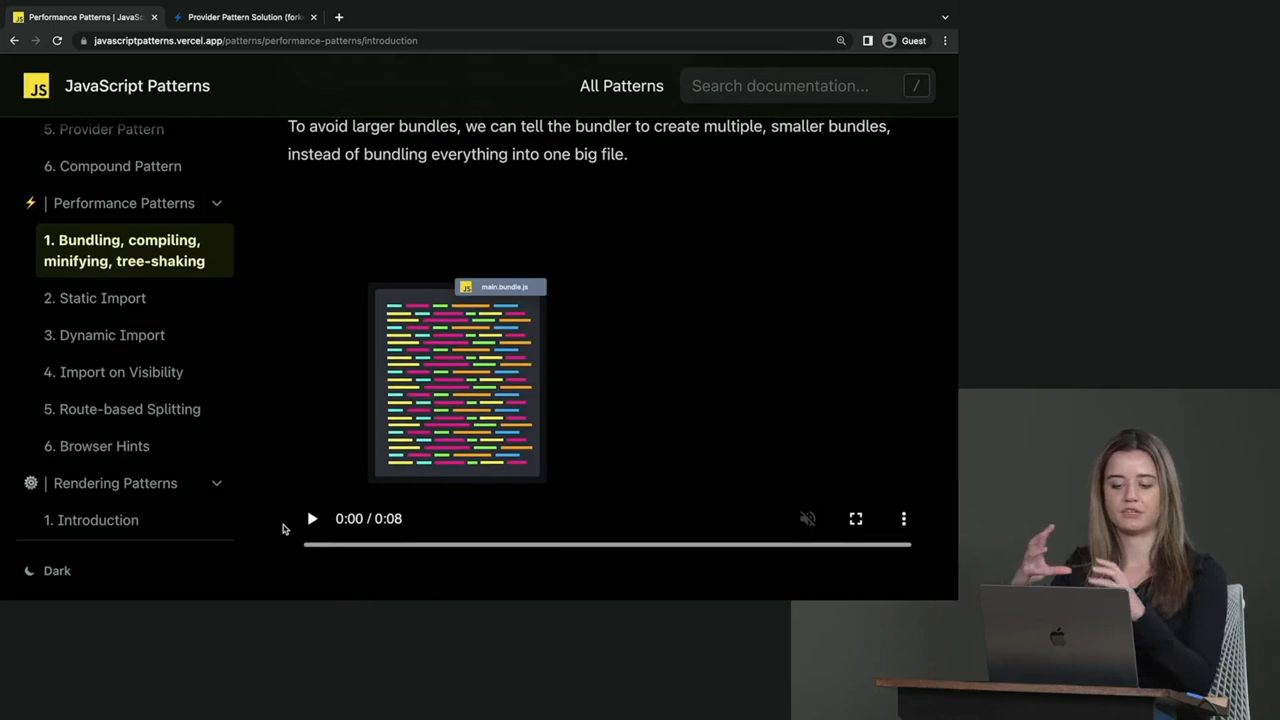 Performance Patterns | JavaSc
Provider Pattern Solution (fork
javascriptpatterns.vercel.app/patterns/performance-patterns/introduction
Guest
JS
JavaScript Patterns
All Patterns
Search documentation...
/
5. Provider Pattern
6. Compound Pattern
| Performance Patterns
1. Bundling, compiling,
minifying, tree-shaking
2. Static Import
3. Dynamic Import
4. Import on Visibility
5. Route-based Splitting
6. Browser Hints
| Rendering Patterns
1. Introduction
Dark
To avoid larger bundles, we can tell the bundler to create multiple, smaller bundles,
instead of bundling everything into one big file.
JS main.bundle.js
0:00 / 0:08